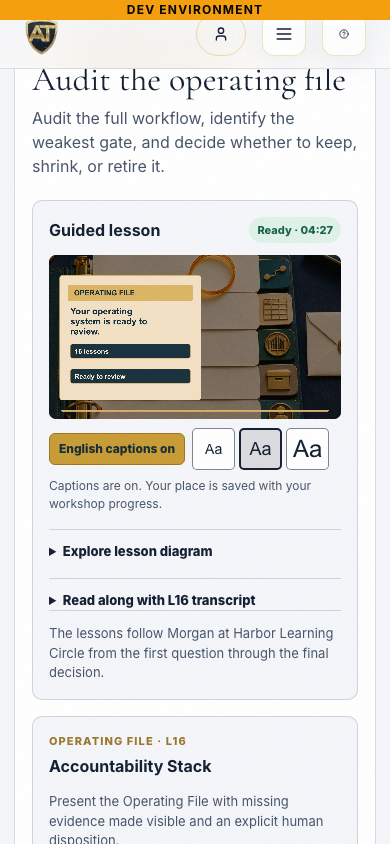 DEV ENVIRONMENT
AT
Audit the operating file
Audit the full workflow, identify the
weakest gate, and decide whether to keep,
shrink, or retire it.
Guided lesson
Ready · 04:27
OPERATING FILE
Your operating
system is ready to
review.
16 lessons
Ready to review
English captions on
Aa
Aa
Aa
Captions are on. Your place is saved with your
workshop progress.
Explore lesson diagram
Read along with L16 transcript
The lessons follow Morgan at Harbor Learning
Circle from the first question through the final
decision.
OPERATING FILE · L16
Accountability Stack
Present the Operating File with missing
evidence made visible and an explicit human
disposition.